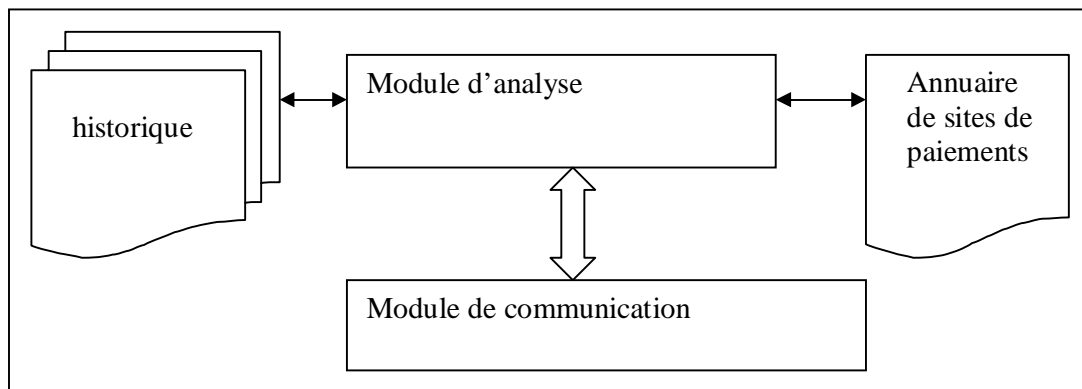 historique
Module d'analyse
Annuaire
de sites de
paiements
Module de communication